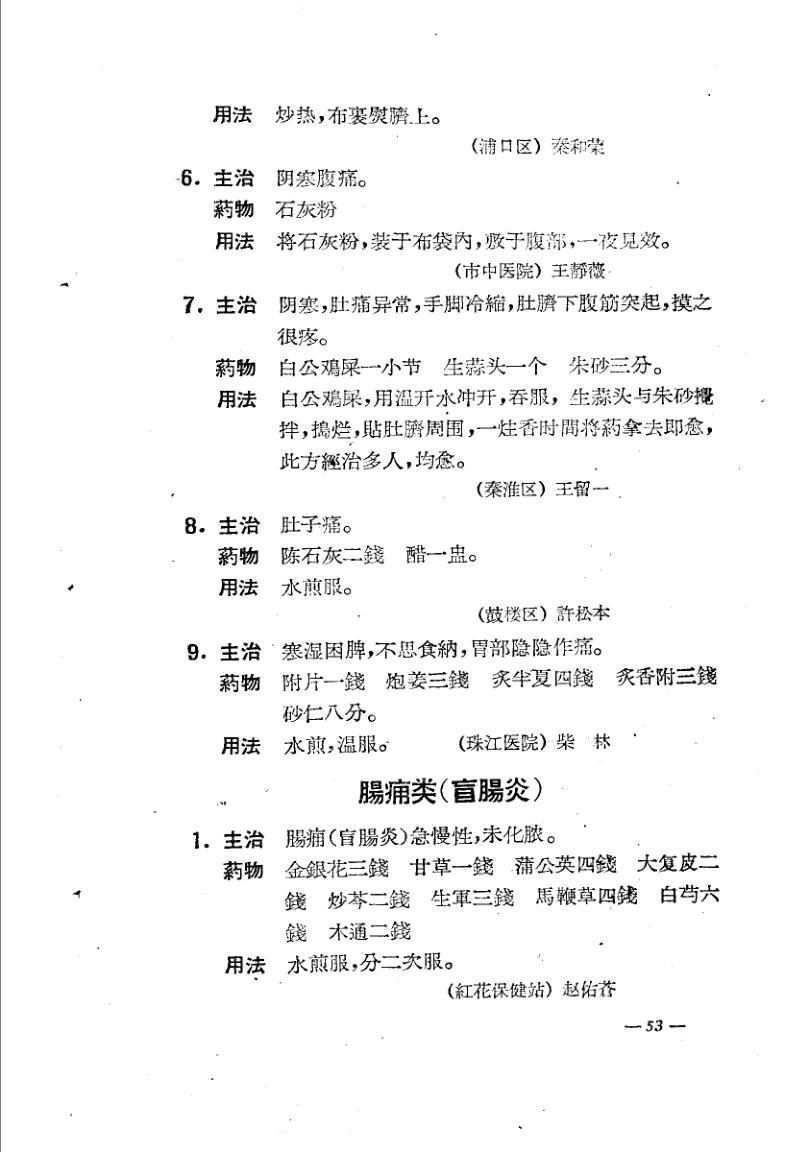 用法 炒热，布裹熨臍上。
（浦口区）秦和荣
6．主治 阴寒腹痛。
葯物 石灰粉
用法 将石灰粉，装于布袋內，敷于腹部，一夜見效。
（市中医院）王靜薇
7．主治 阴寒，肚痛异常，手脚冷縮，肚臍下腹筋突起，摸之
很疼。
葯物 白公鳮屎一小节 生蒜头一个 朱砂三分。
用法 白公鳮屎，用温开水冲开，吞服，生蒜头与朱砂攪
拌，搗烂，貼肚臍周围，一炷香时間将葯拿去即愈，
此方經治多人，均愈。
（秦淮区）王留一
8．主治 肚子痛。
葯物 陈石灰二錢 醋一盅。
用法 水煎服。
（鼓楼区）許松本
9．主治 寒湿困脾，不思食納，胃部隐隐作痛。
葯物 附片一錢 炮姜三錢 炙半夏四錢 炙香附三錢
砂仁八分。
用法 水煎，温服。 （珠江医院）柴 林
腸痈类（盲腸炎）
1．主治 腸痈（盲腸炎）急慢性，未化脓。
葯物 金銀花三錢 甘草一錢 蒲公英四錢 大复皮二
錢 炒芩二錢 生軍三錢 馬鞭草四錢 白芍六
錢 木通二錢
用法 水煎服，分二次服。
（紅花保健站）赵佑苍
— 53 —